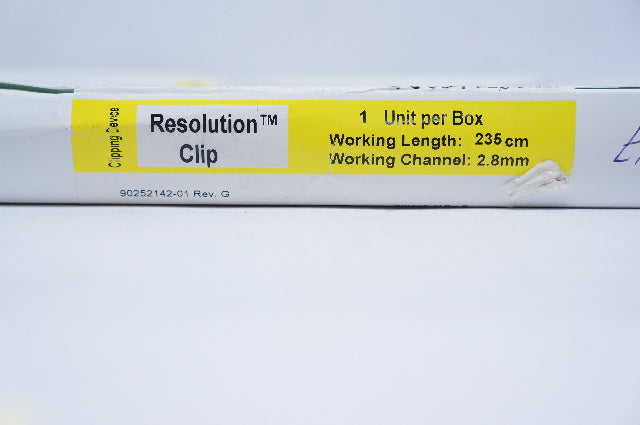 Clipping Device
Resolution™
Clip
1 Unit per Box
Working Length: 235 cm
Working Channel: 2.8mm
90252142-01 Rev. G